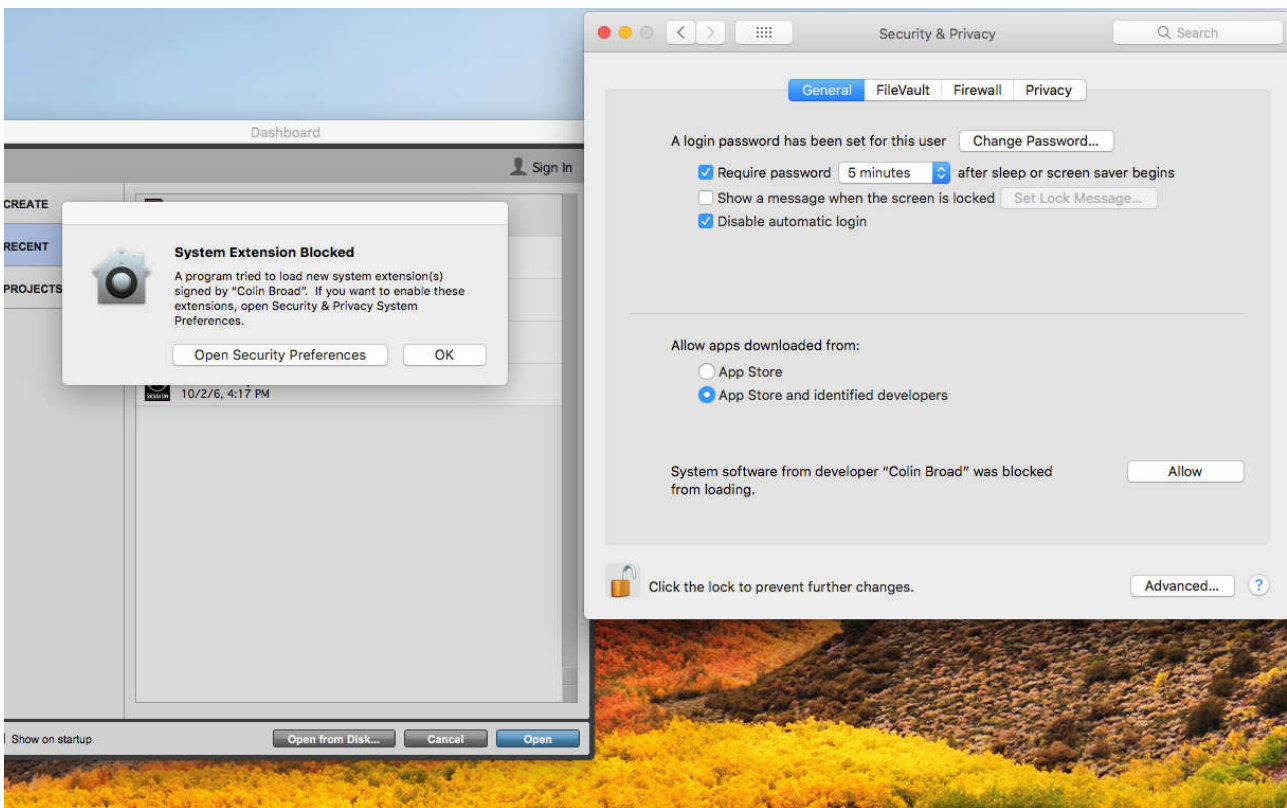 Dashboard
Sign In
CREATE
RECENT
PROJECTS
System Extension Blocked
A program tried to load new system extension(s)
signed by “Colin Broad”. If you want to enable these
extensions, open Security & Privacy System
Preferences.
Open Security Preferences
OK
SESSION
10/2/6, 4:17 PM
Show on startup
Open from Disk...
Cancel
Open
Security & Privacy
Search
General
FileVault
Firewall
Privacy
A login password has been set for this user
Change Password...
Require password
5 minutes
after sleep or screen saver begins
Show a message when the screen is locked
Set Lock Message...
Disable automatic login
Allow apps downloaded from:
App Store
App Store and identified developers
System software from developer “Colin Broad” was blocked
from loading.
Allow
Click the lock to prevent further changes.
Advanced...
?